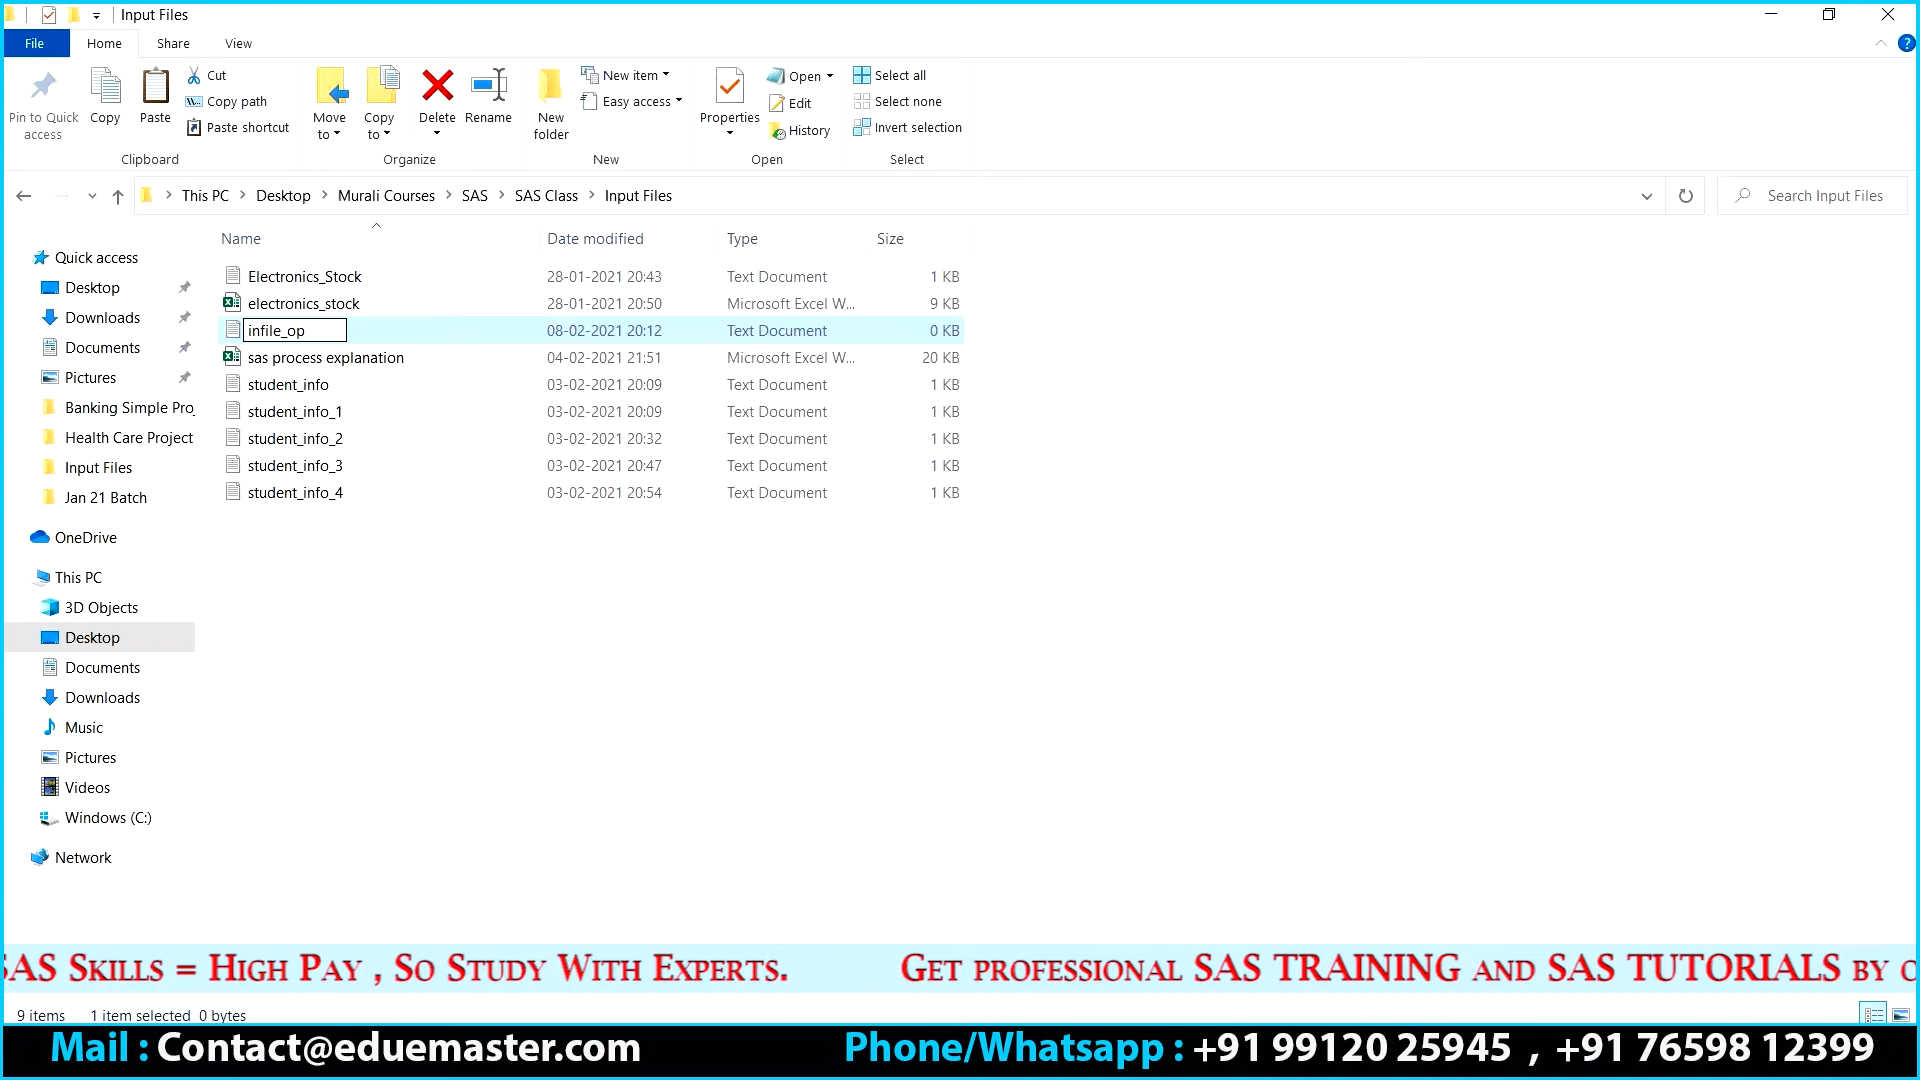 Input Files
File Home Share View
Pin to Quick access
Copy
Paste
Cut
Copy path
Paste shortcut
Clipboard
Move to
Copy to
Delete
Rename
Organize
New folder
New item
Easy access
New
Properties
Open
Edit
History
Open
Select all
Select none
Invert selection
Select
This PC > Desktop > Murali Courses > SAS > SAS Class > Input Files
Search Input Files
Name Date modified Type Size
Electronics_Stock 28-01-2021 20:43 Text Document 1 KB
electronics_stock 28-01-2021 20:50 Microsoft Excel W... 9 KB
infile_op 08-02-2021 20:12 Text Document 0 KB
sas process explanation 04-02-2021 21:51 Microsoft Excel W... 20 KB
student_info 03-02-2021 20:09 Text Document 1 KB
student_info_1 03-02-2021 20:09 Text Document 1 KB
student_info_2 03-02-2021 20:32 Text Document 1 KB
student_info_3 03-02-2021 20:47 Text Document 1 KB
student_info_4 03-02-2021 20:54 Text Document 1 KB
Quick access
Desktop
Downloads
Documents
Pictures
Banking Simple Pro
Health Care Project
Input Files
Jan 21 Batch
OneDrive
This PC
3D Objects
Desktop
Documents
Downloads
Music
Pictures
Videos
Windows (C:)
Network
SAS Skills = High Pay , So Study With Experts. Get professional SAS TRAINING and SAS TUTORIALS by
9 items 1 item selected 0 bytes
Mail : Contact@eduemaster.com Phone/Whatsapp : +91 99120 25945 , +91 76598 12399